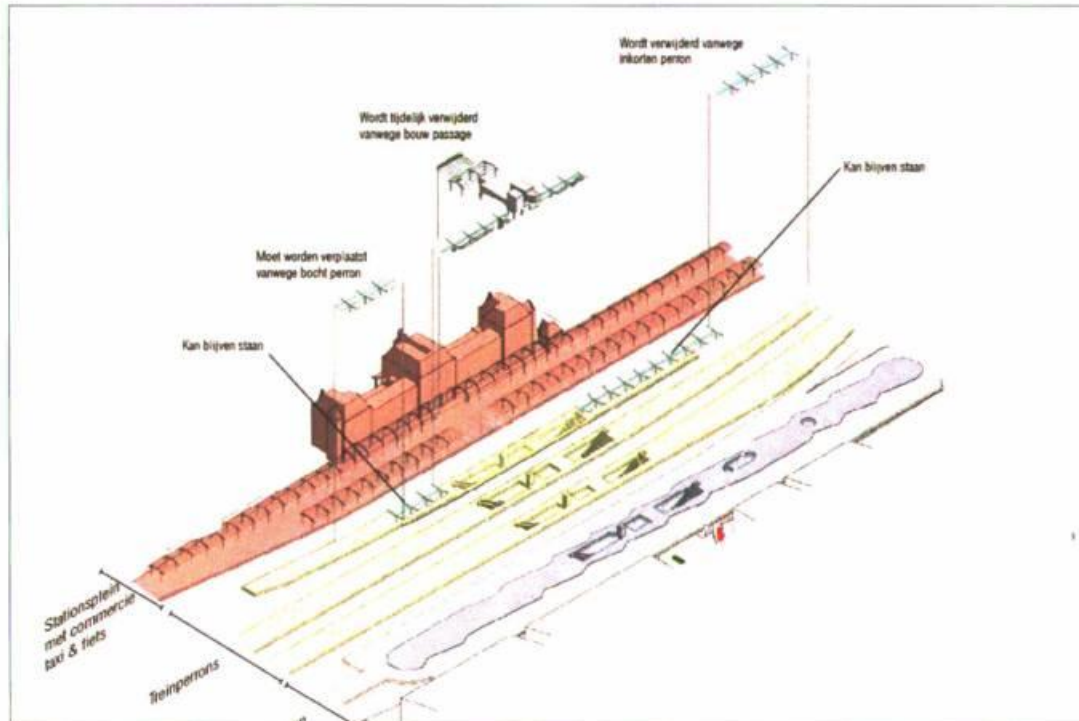 Wordt verwijderd vanwege
inkorten perron
Wordt tijdelijk verwijderd
vanwege bouw passage
Kan blijven staan
Moet worden verplaatst
vanwege bocht perron
Kan blijven staan
Stationsplein
met commercie
taxi & fiets
Treinperrons